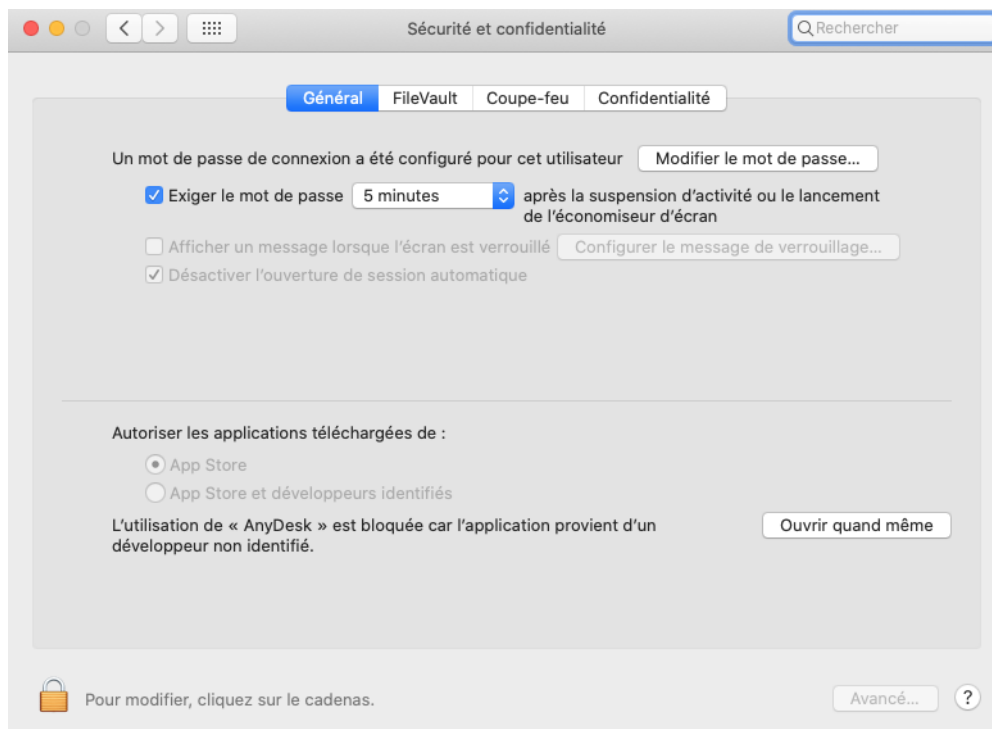 Sécurité et confidentialité
Rechercher
Général FileVault Coupe-feu Confidentialité
Un mot de passe de connexion a été configuré pour cet utilisateur Modifier le mot de passe...
Exiger le mot de passe 5 minutes après la suspension d'activité ou le lancement
de l'économiseur d'écran
Afficher un message lorsque l'écran est verrouillé Configurer le message de verrouillage...
Désactiver l'ouverture de session automatique
Autoriser les applications téléchargées de :
App Store
App Store et développeurs identifiés
L'utilisation de « AnyDesk » est bloquée car l'application provient d'un
développeur non identifié.
Ouvrir quand même
Pour modifier, cliquez sur le cadenas.
Avancé... ?